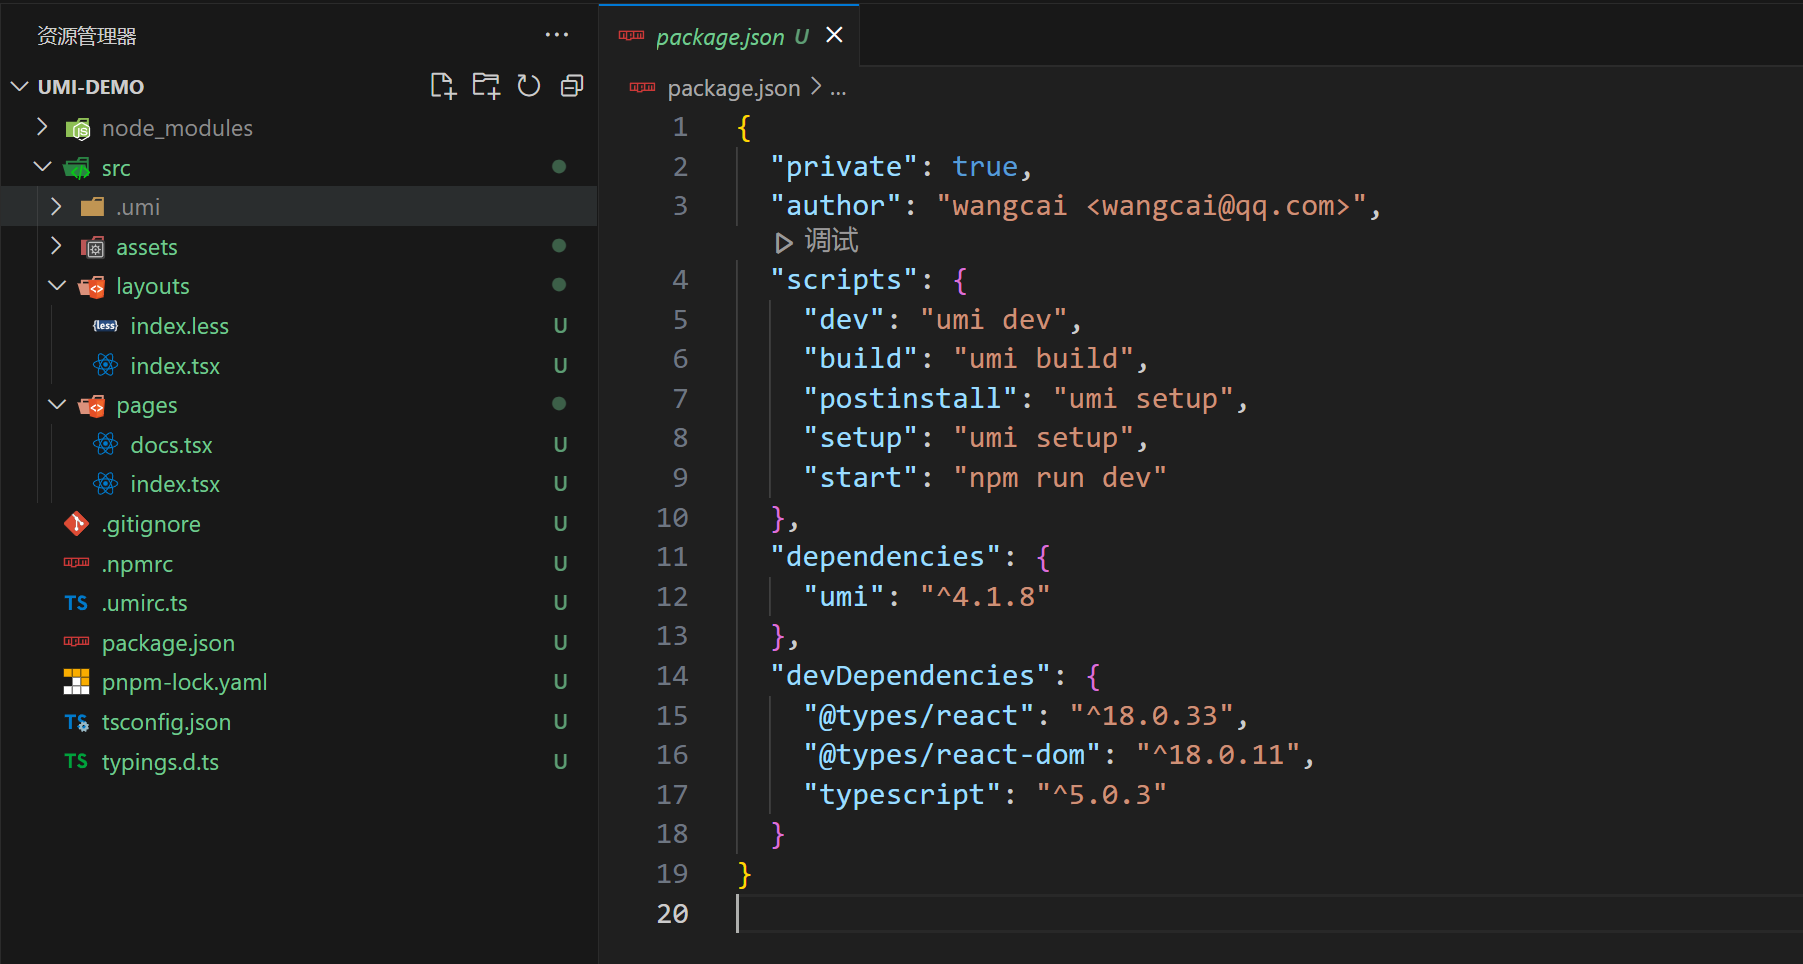 资源管理器
UMI-DEMO
node_modules
src
.umi
assets
layouts
index.less U
index.tsx U
pages
docs.tsx U
index.tsx U
.gitignore U
.npmrc U
TS .umirc.ts U
package.json U
pnpm-lock.yaml U
TS tsconfig.json U
TS typings.d.ts U
package.json U
package.json > ...
1 {
2 "private": true,
3 "author": "wangcai <wangcai@qq.com>",
调试
4 "scripts": {
5 "dev": "umi dev",
6 "build": "umi build",
7 "postinstall": "umi setup",
8 "setup": "umi setup",
9 "start": "npm run dev"
10 },
11 "dependencies": {
12 "umi": "^4.1.8"
13 },
14 "devDependencies": {
15 "@types/react": "^18.0.33",
16 "@types/react-dom": "^18.0.11",
17 "typescript": "^5.0.3"
18 }
19 }
20